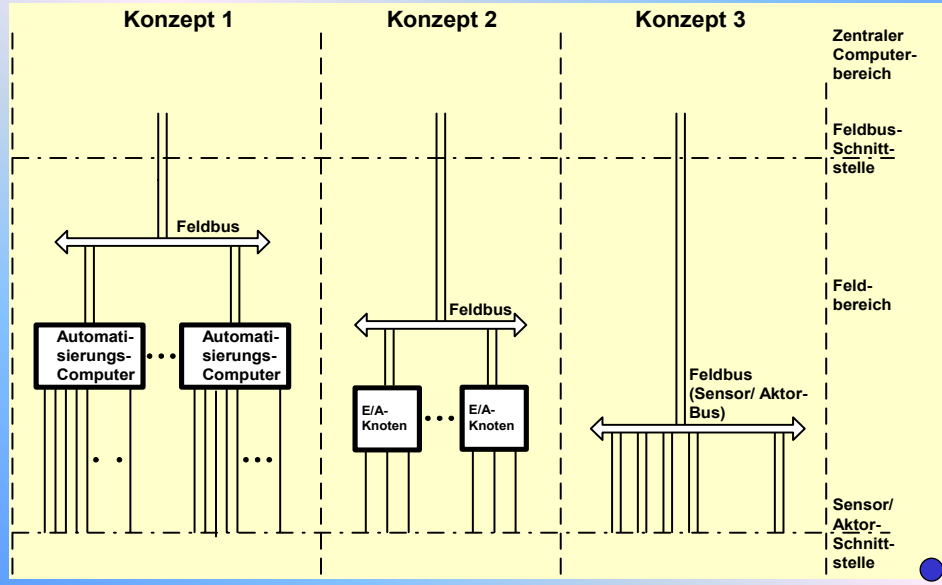 Konzept 1
Konzept 2
Konzept 3
Zentraler
Computer-
bereich
Feldbus-
Schnitt-
stelle
Feldbus
Automati-
sierungs-
Computer
Automati-
sierungs-
Computer
Feldbus
E/A-
Knoten
E/A-
Knoten
Feldbus
(Sensor/ Aktor-
Bus)
Feld-
bereich
Sensor/
Aktor-
Schnitt-
stelle